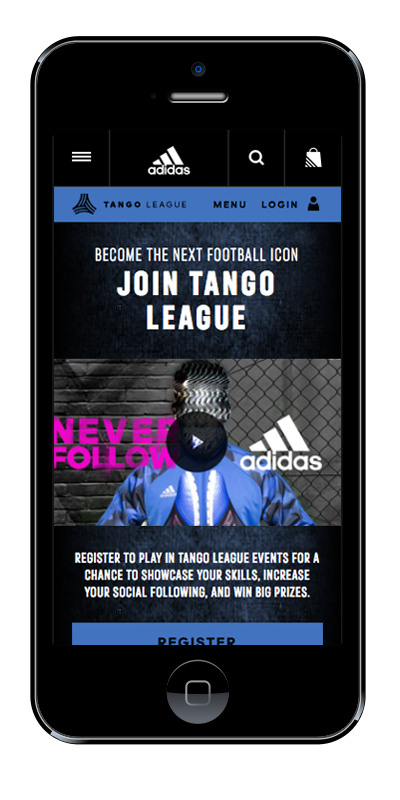 adidas
TANGO LEAGUE MENU LOGIN
BECOME THE NEXT FOOTBALL ICON
JOIN TANGO
LEAGUE
NEVER
FOLLOW
adidas
REGISTER TO PLAY IN TANGO LEAGUE EVENTS FOR A
CHANCE TO SHOWCASE YOUR SKILLS, INCREASE
YOUR SOCIAL FOLLOWING, AND WIN BIG PRIZES.
REGISTER